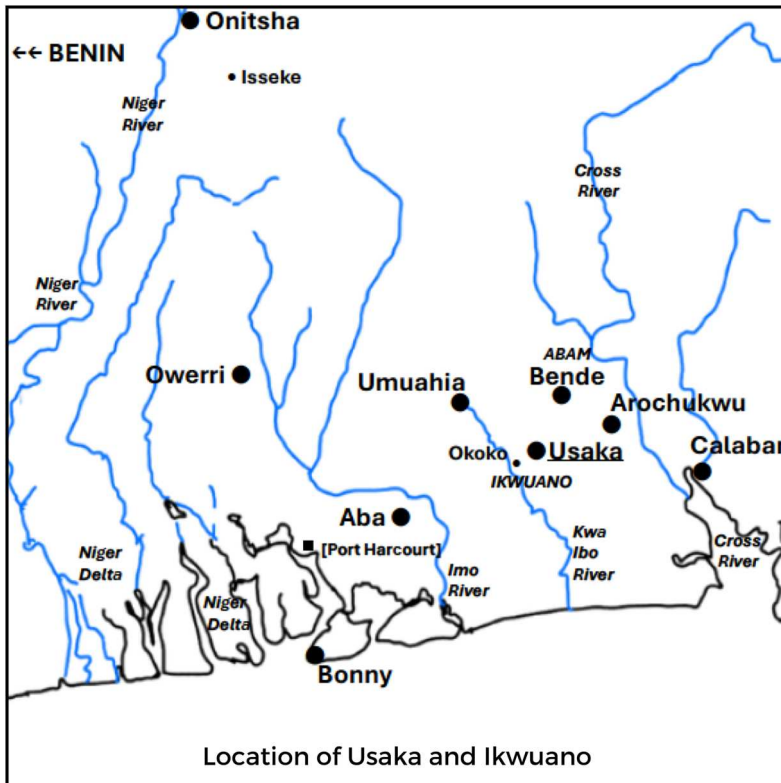 Onitsha
←← BENIN
Isseke
Niger
River
Cross
River
Niger
River
ABAM
Owerri
Umuahia
Bende
Arochukwu
Okoko
Usaka
Calabar
IKWUANO
Aba
[Port Harcourt]
Kwa
Ibo
River
Cross
River
Niger
Delta
Imo
River
Niger
Delta
Bonny
Location of Usaka and Ikwuano